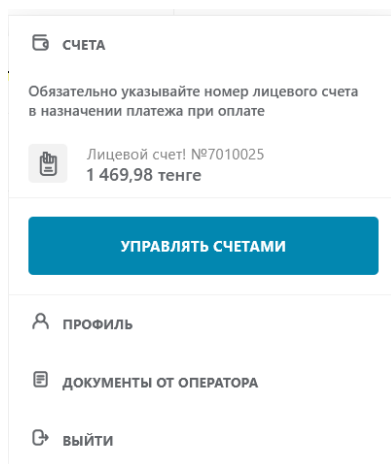 СЧЕТА
Обязательно указывайте номер лицевого счета
в назначении платежа при оплате
Лицевой счет! №7010025
1 469,98 тенге
УПРАВЛЯТЬ СЧЕТАМИ
ПРОФИЛЬ
ДОКУМЕНТЫ ОТ ОПЕРАТОРА
ВЫЙТИ